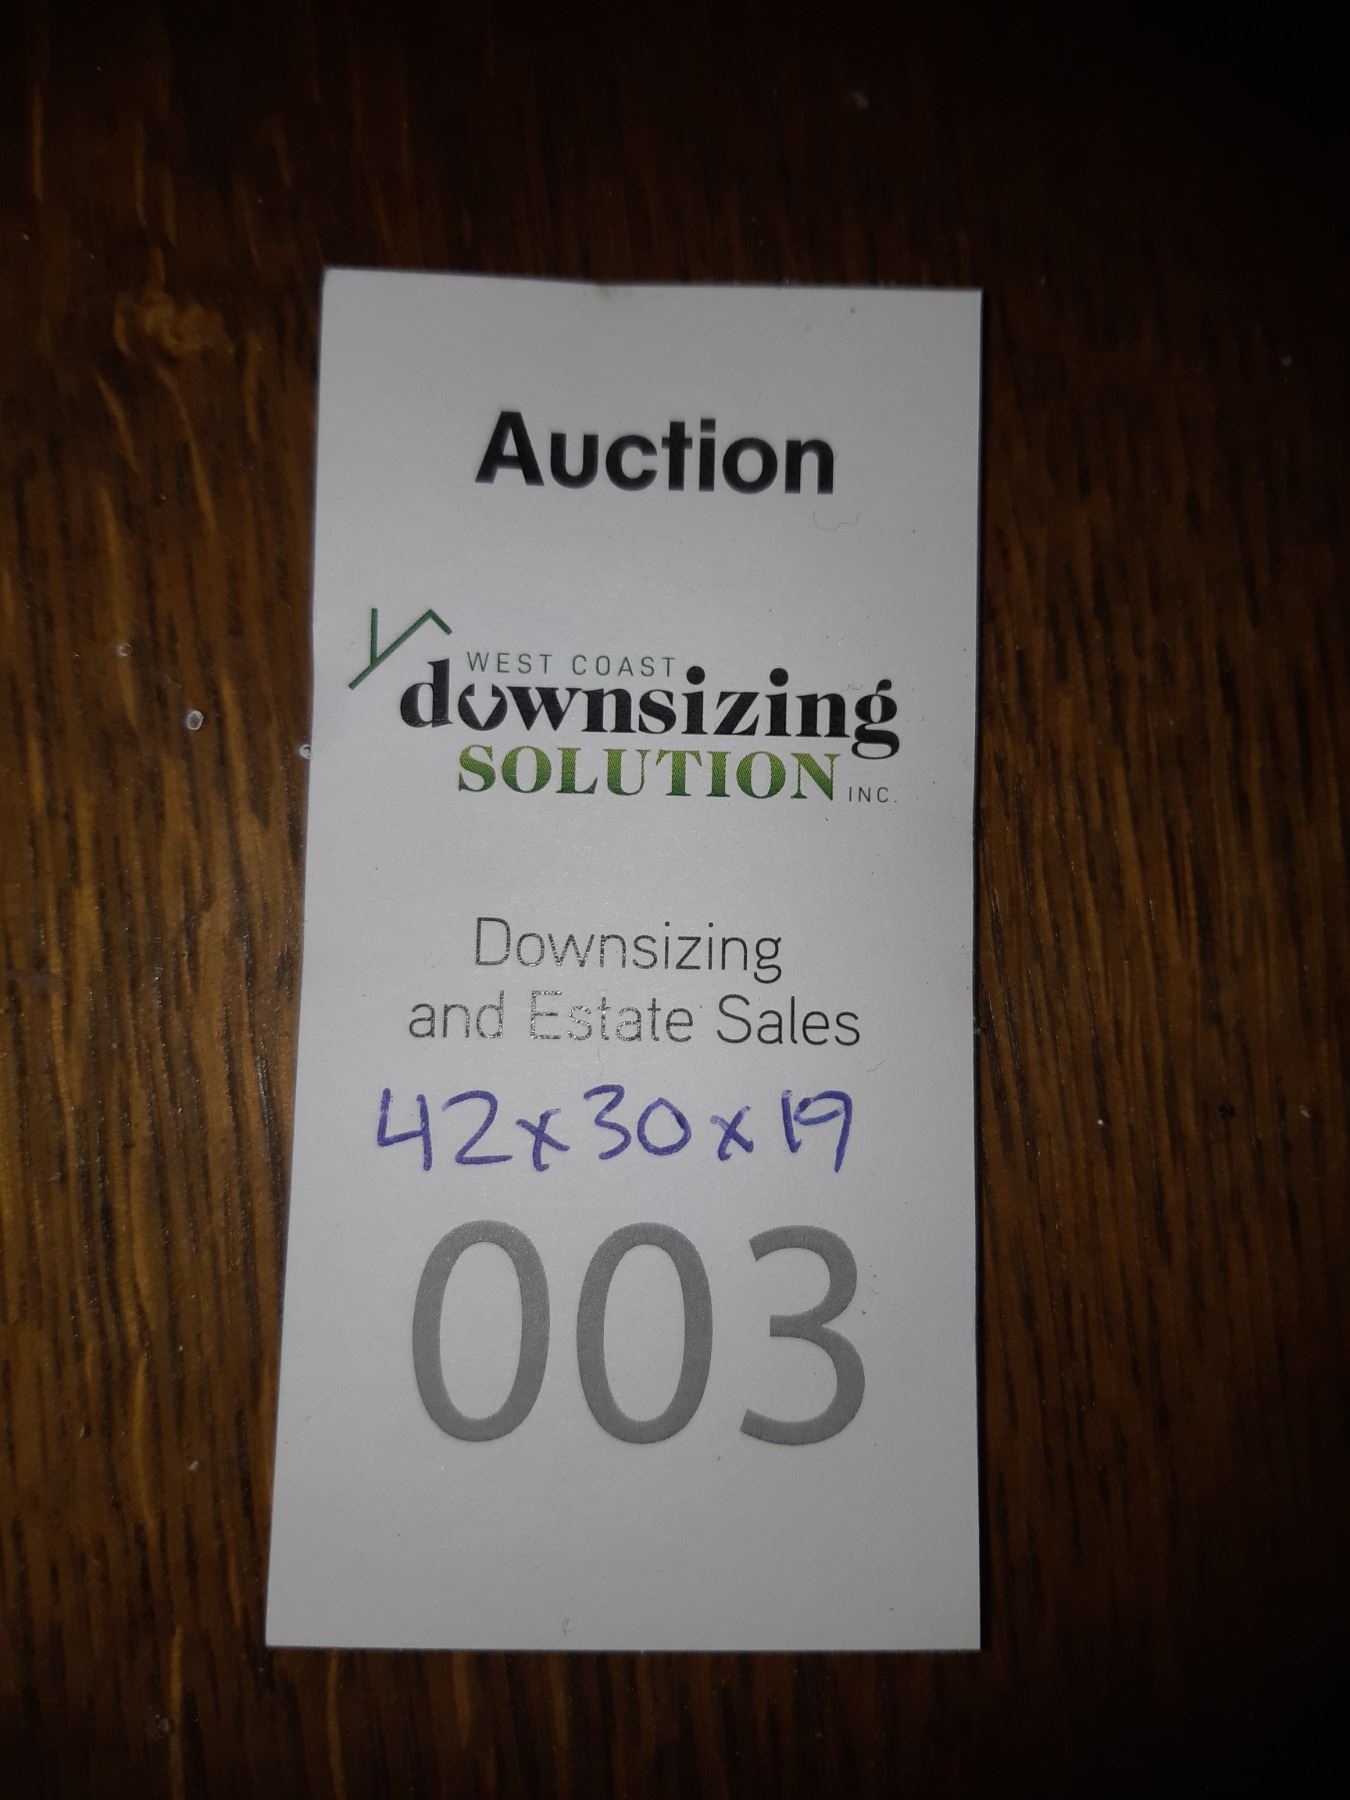 Auction
WEST COAST
downsizing
SOLUTION INC.
Downsizing
and Estate Sales
42x30x19
003